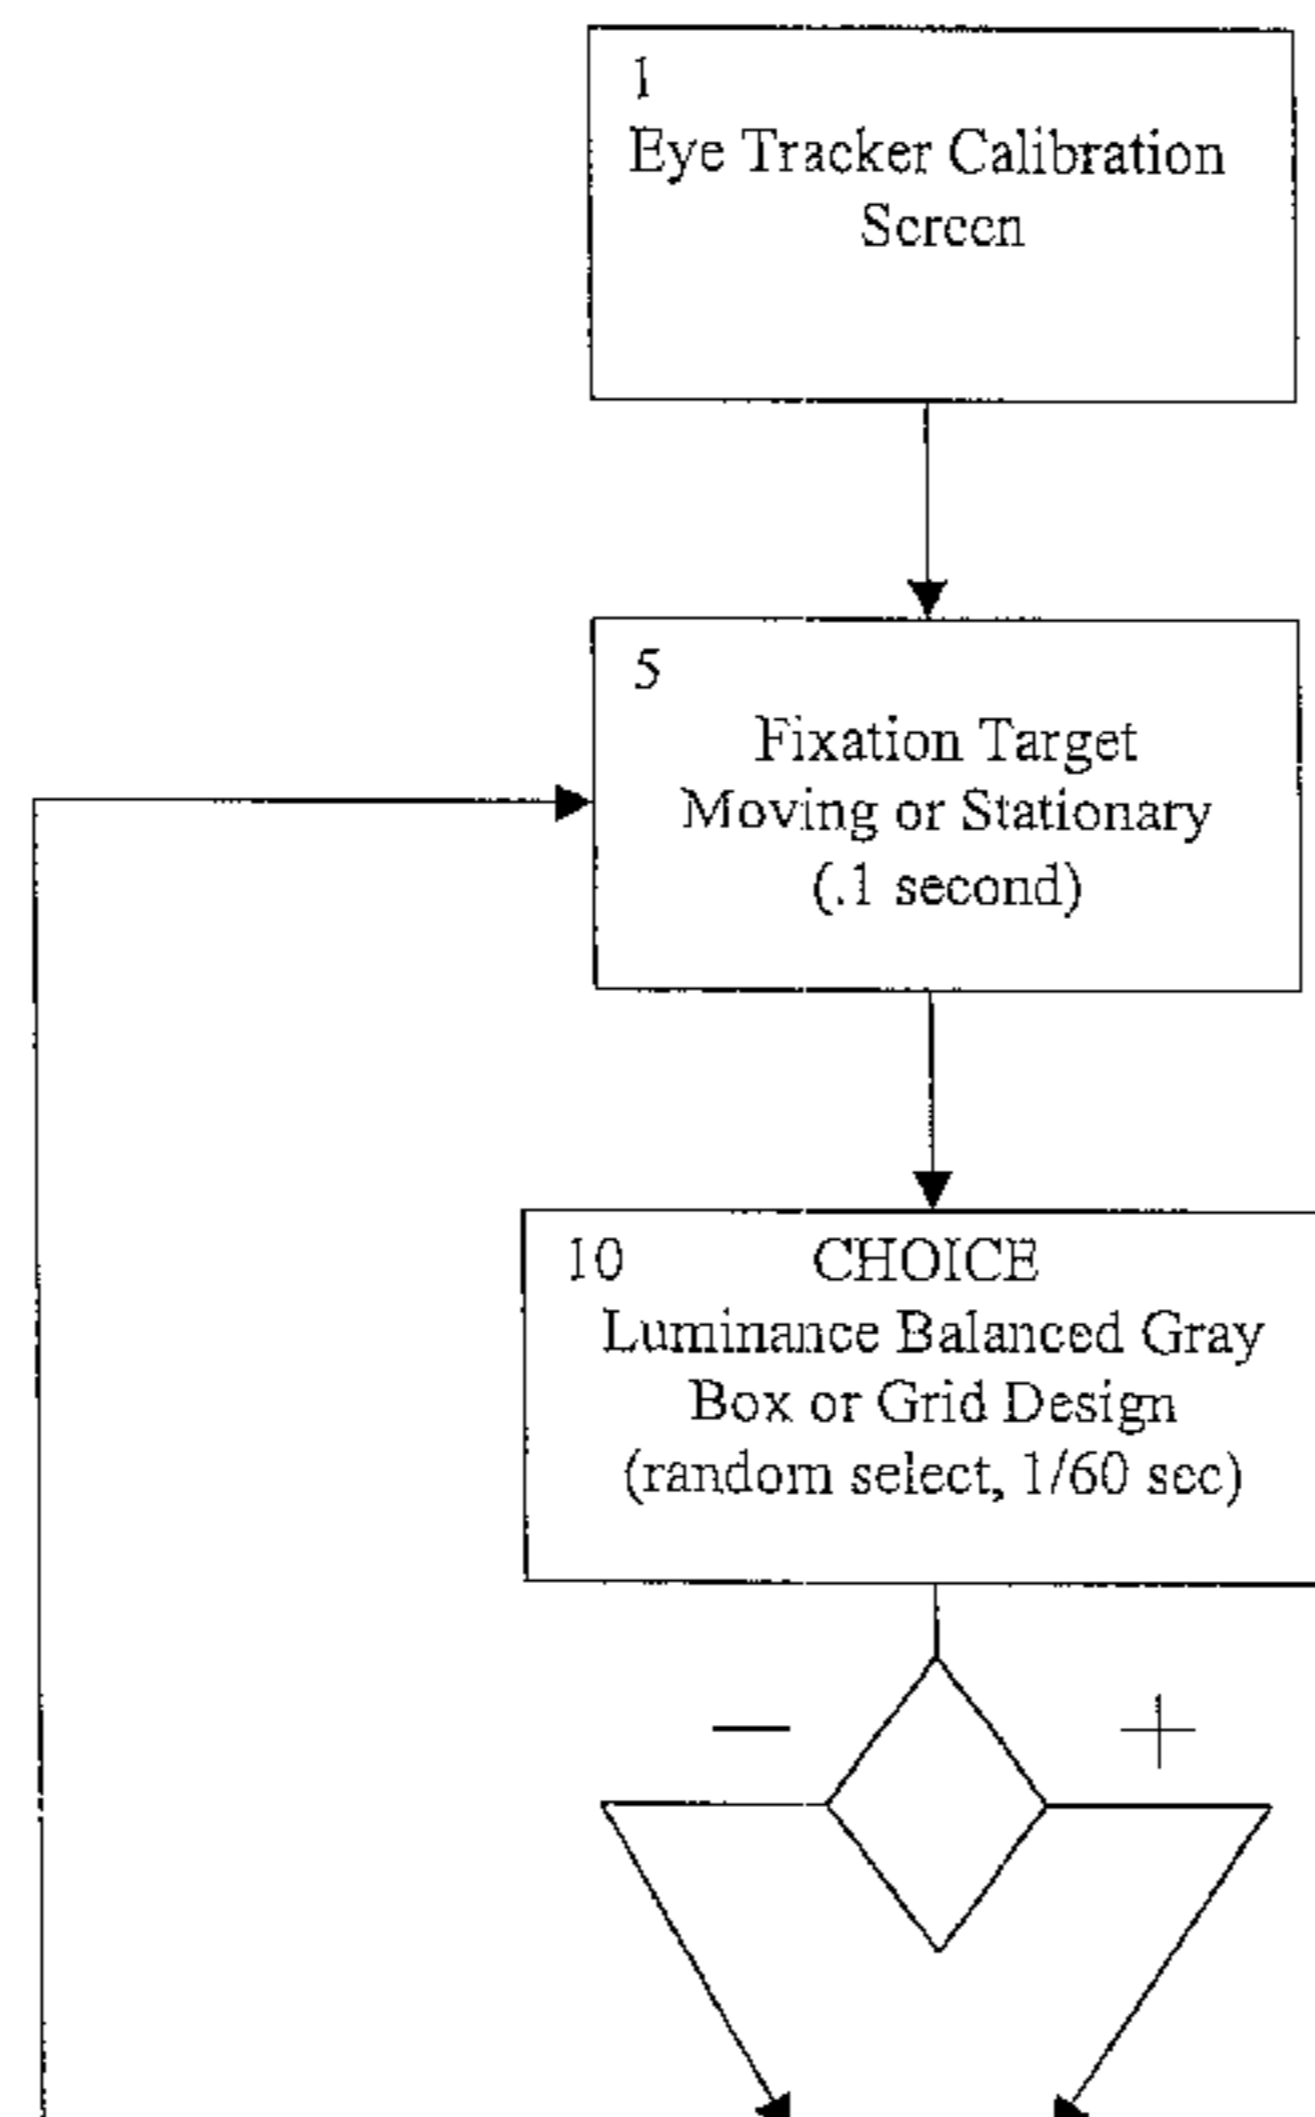 1
Eye Tracker Calibration
Screen
5
Fixation Target
Moving or Stationary
(.1 second)
10 CHOICE
Luminance Balanced Gray
Box or Grid Design
(random select, 1/60 sec)
— +